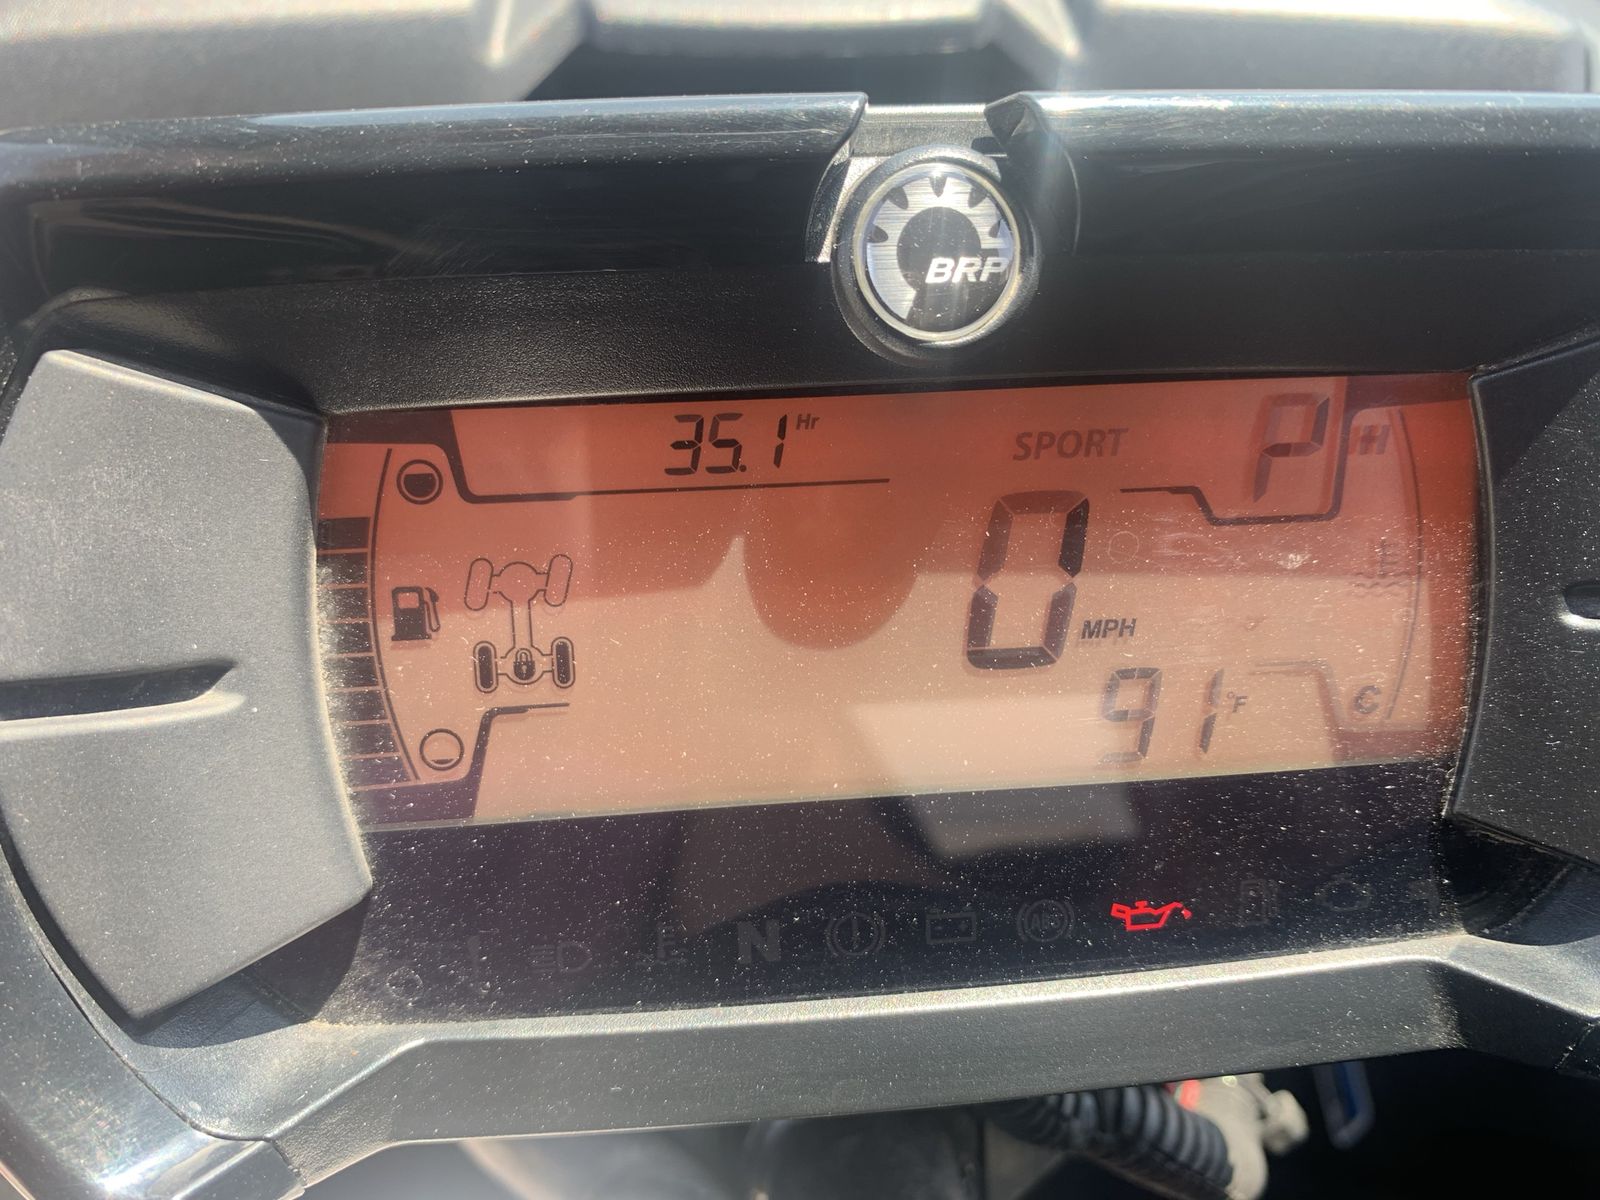 BRP
35.1 Hr
SPORT
P
H
0
MPH
91 °F
C
N